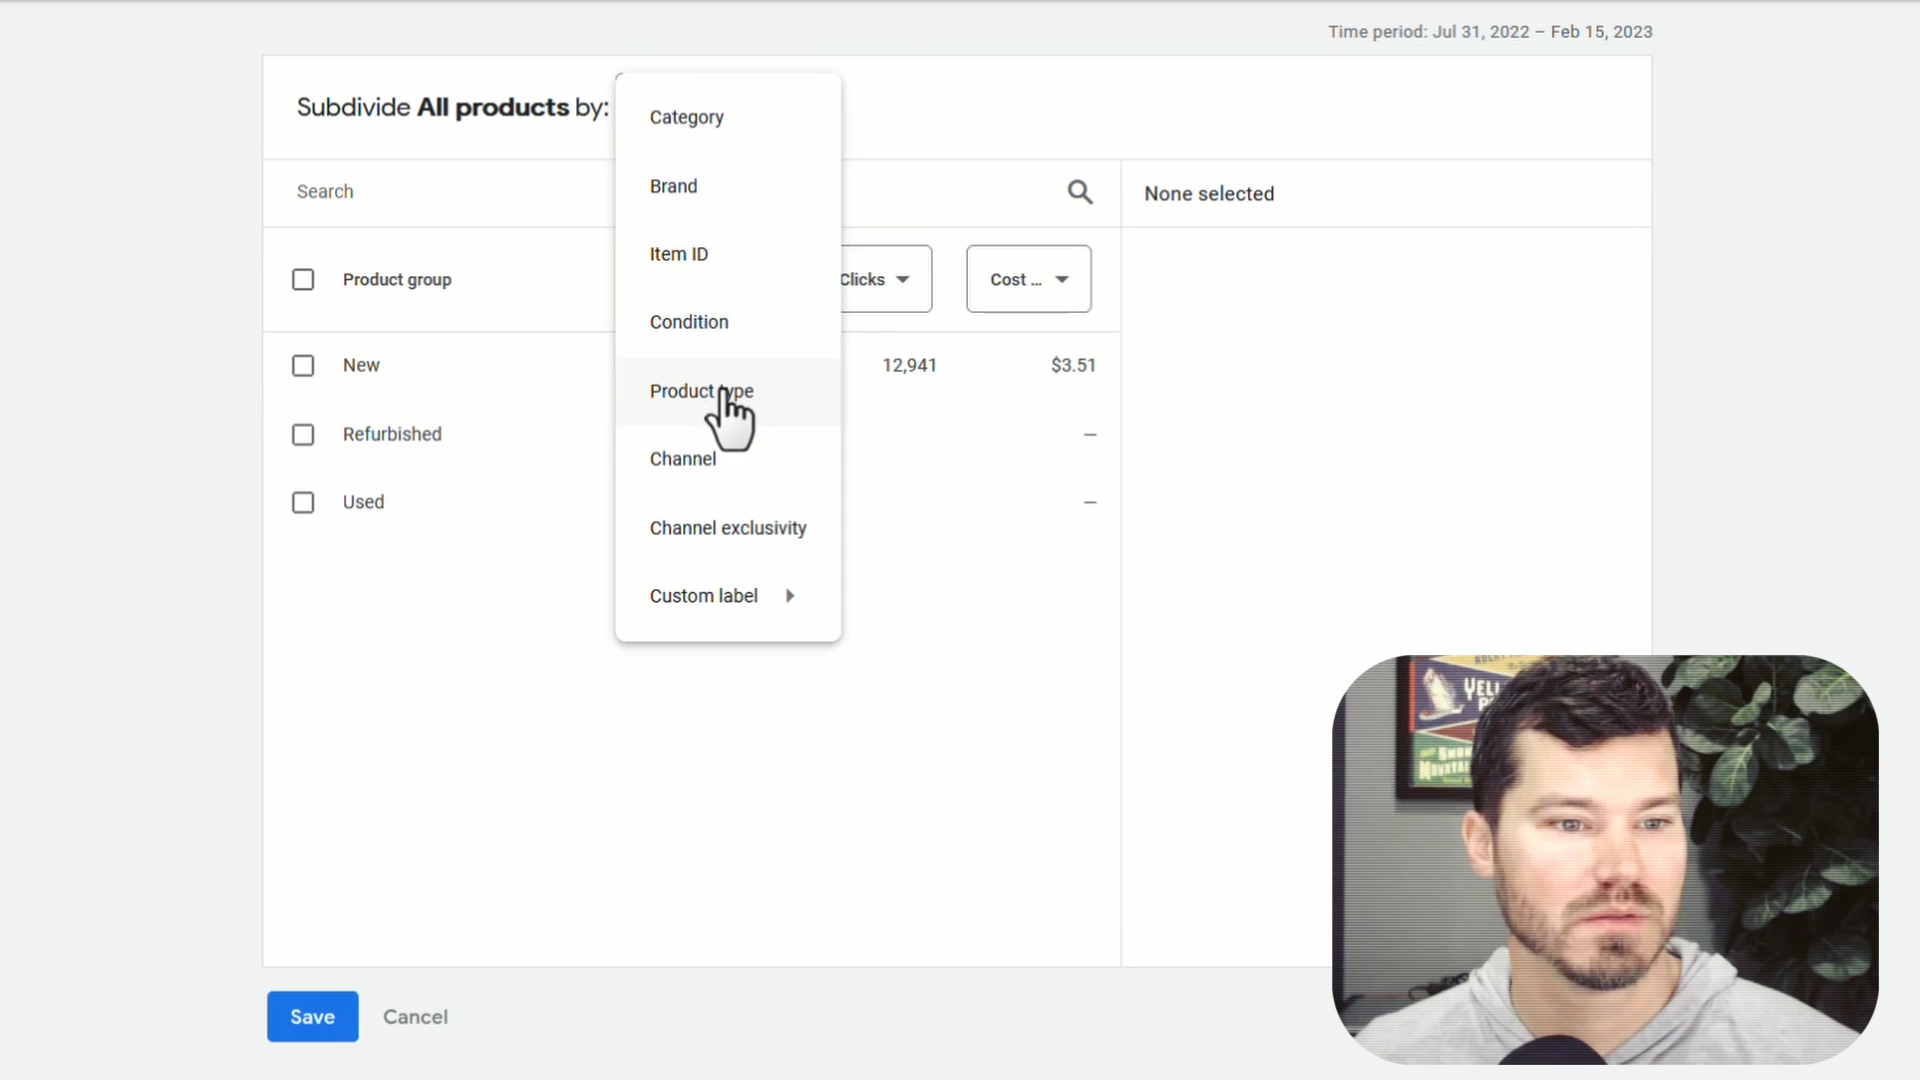 Time period: Jul 31, 2022 – Feb 15, 2023
Subdivide All products by:
Category
Brand
Item ID
Condition
Product type
Channel
Channel exclusivity
Custom label
Search
None selected
Product group
Clicks
Cost ...
New
12,941
$3.51
Refurbished
–
Used
–
Save
Cancel